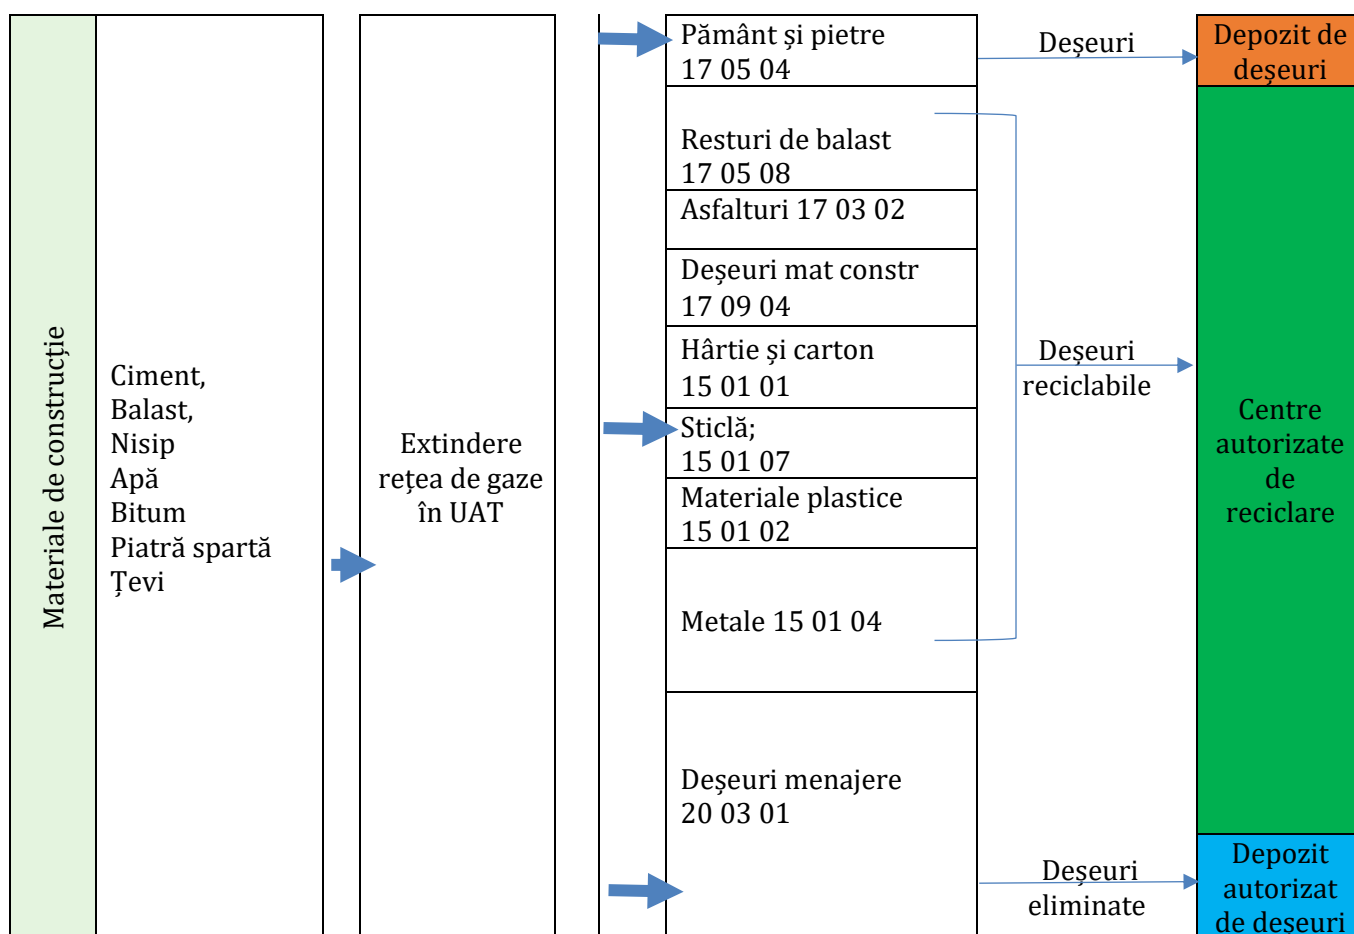 Materiale de construcție
Ciment,
Balast,
Nisip
Apă
Bitum
Piatră spartă
Țevi
Extindere
rețea de gaze
în UAT
Pământ și pietre
17 05 04
Resturi de balast
17 05 08
Asfalturi 17 03 02
Deșeuri mat constr
17 09 04
Hârtie și carton
15 01 01
Sticlă;
15 01 07
Materiale plastice
15 01 02
Metale 15 01 04
Deșeuri menajere
20 03 01
Deșeuri
Deșeuri
reciclabile
Deșeuri
eliminate
Depozit de
deșeuri
Centre
autorizate
de
reciclare
Depozit
autorizat
de deseuri